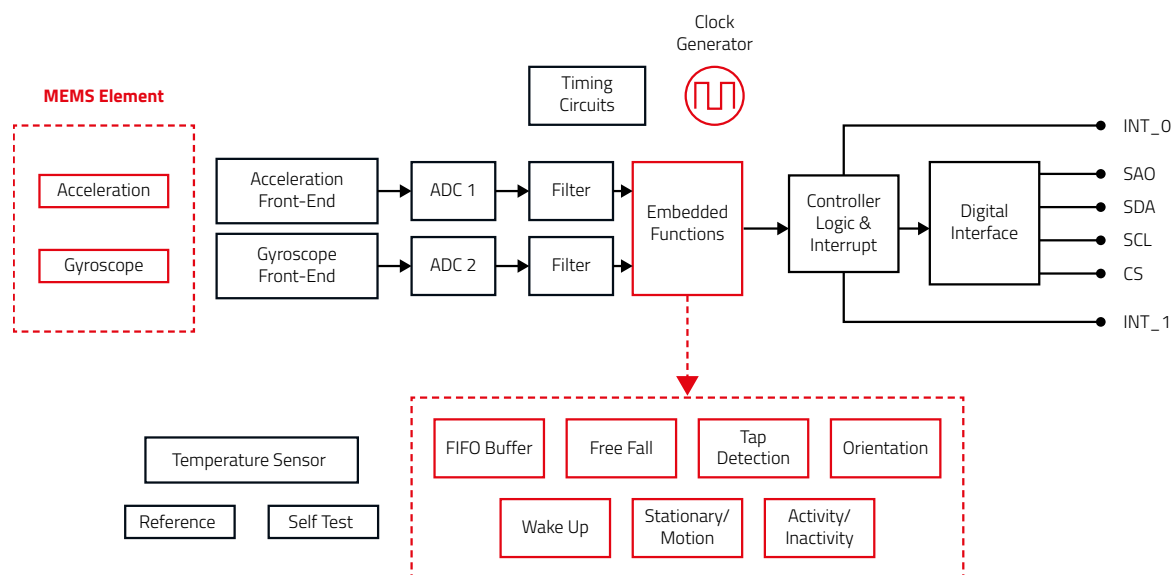 Clock
Generator
Timing
Circuits
MEMS Element
Acceleration
Gyroscope
Acceleration
Front-End
ADC 1
Filter
Gyroscope
Front-End
ADC 2
Filter
Embedded
Functions
Controller
Logic &
Interrupt
Digital
Interface
INT_0
SAO
SDA
SCL
CS
INT_1
FIFO Buffer
Free Fall
Tap
Detection
Orientation
Wake Up
Stationary/
Motion
Activity/
Inactivity
Temperature Sensor
Reference
Self Test